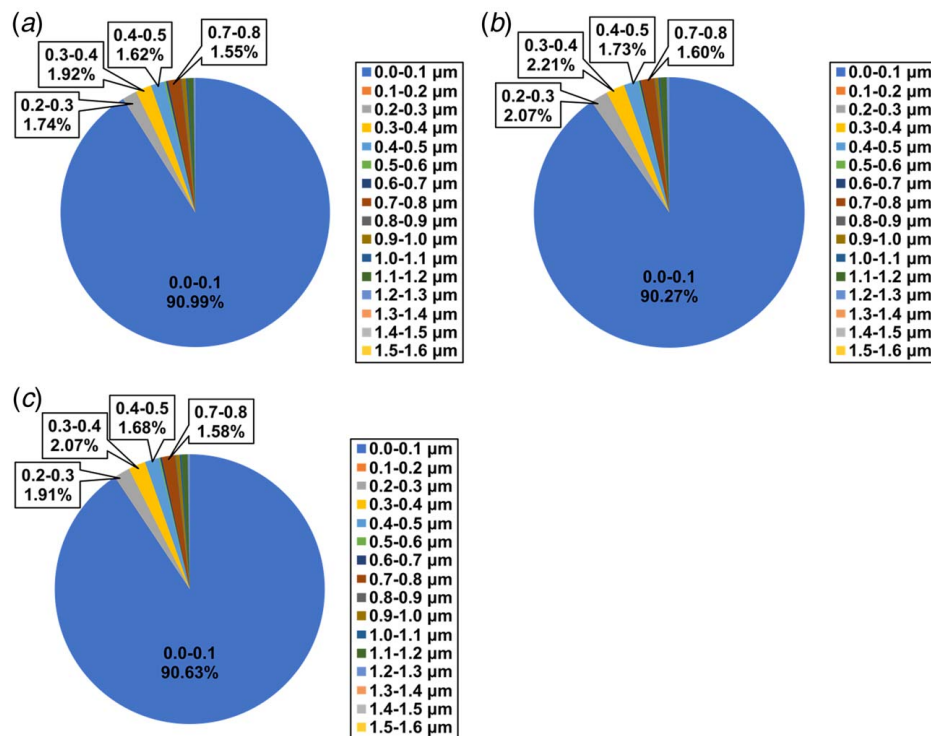 (a)
0.4-0.5
1.62%
0.7-0.8
1.55%
0.3-0.4
1.92%
0.2-0.3
1.74%
0.0-0.1
90.99%
0.0-0.1 µm
0.1-0.2 µm
0.2-0.3 µm
0.3-0.4 µm
0.4-0.5 µm
0.5-0.6 µm
0.6-0.7 µm
0.7-0.8 µm
0.8-0.9 µm
0.9-1.0 µm
1.0-1.1 µm
1.1-1.2 µm
1.2-1.3 µm
1.3-1.4 µm
1.4-1.5 µm
1.5-1.6 µm
(b)
0.4-0.5
1.73%
0.7-0.8
1.60%
0.3-0.4
2.21%
0.2-0.3
2.07%
0.0-0.1
90.27%
0.0-0.1 µm
0.1-0.2 µm
0.2-0.3 µm
0.3-0.4 µm
0.4-0.5 µm
0.5-0.6 µm
0.6-0.7 µm
0.7-0.8 µm
0.8-0.9 µm
0.9-1.0 µm
1.0-1.1 µm
1.1-1.2 µm
1.2-1.3 µm
1.3-1.4 µm
1.4-1.5 µm
1.5-1.6 µm
(c)
0.4-0.5
1.68%
0.7-0.8
1.58%
0.3-0.4
2.07%
0.2-0.3
1.91%
0.0-0.1
90.63%
0.0-0.1 µm
0.1-0.2 µm
0.2-0.3 µm
0.3-0.4 µm
0.4-0.5 µm
0.5-0.6 µm
0.6-0.7 µm
0.7-0.8 µm
0.8-0.9 µm
0.9-1.0 µm
1.0-1.1 µm
1.1-1.2 µm
1.2-1.3 µm
1.3-1.4 µm
1.4-1.5 µm
1.5-1.6 µm